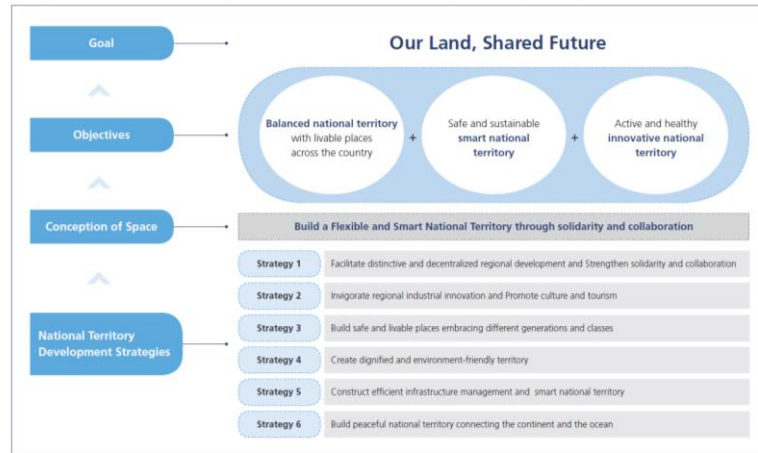 Goal
Our Land, Shared Future
Objectives
Balanced national territory
with livable places
across the country
+
Safe and sustainable
smart national
territory
+
Active and healthy
innovative national
territory
Conception of Space
Build a Flexible and Smart National Territory through solidarity and collaboration
National Territory
Development Strategies
Strategy 1
Facilitate distinctive and decentralized regional development and Strengthen solidarity and collaboration
Strategy 2
Invigorate regional industrial innovation and Promote culture and tourism
Strategy 3
Build safe and livable places embracing different generations and classes
Strategy 4
Create dignified and environment-friendly territory
Strategy 5
Construct efficient infrastructure management and smart national territory
Strategy 6
Build peaceful national territory connecting the continent and the ocean